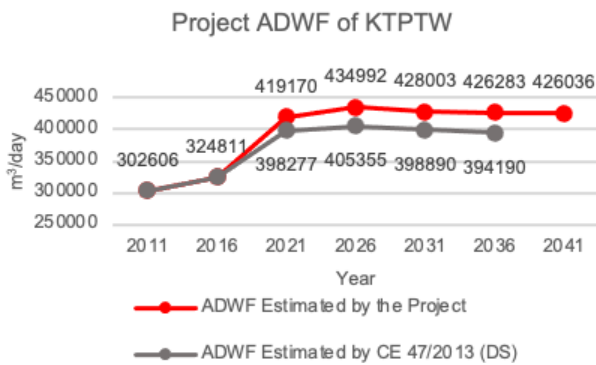 Project ADWF of KTPTW
434992
419170 428003 426283 426036
450000
400000
324811
350000
302606 398277 405355 398890 394190
300000
250000
m³/day
2011 2016 2021 2026 2031 2036 2041
Year
ADWF Estimated by the Project
ADWF Estimated by CE 47/2013 (DS)